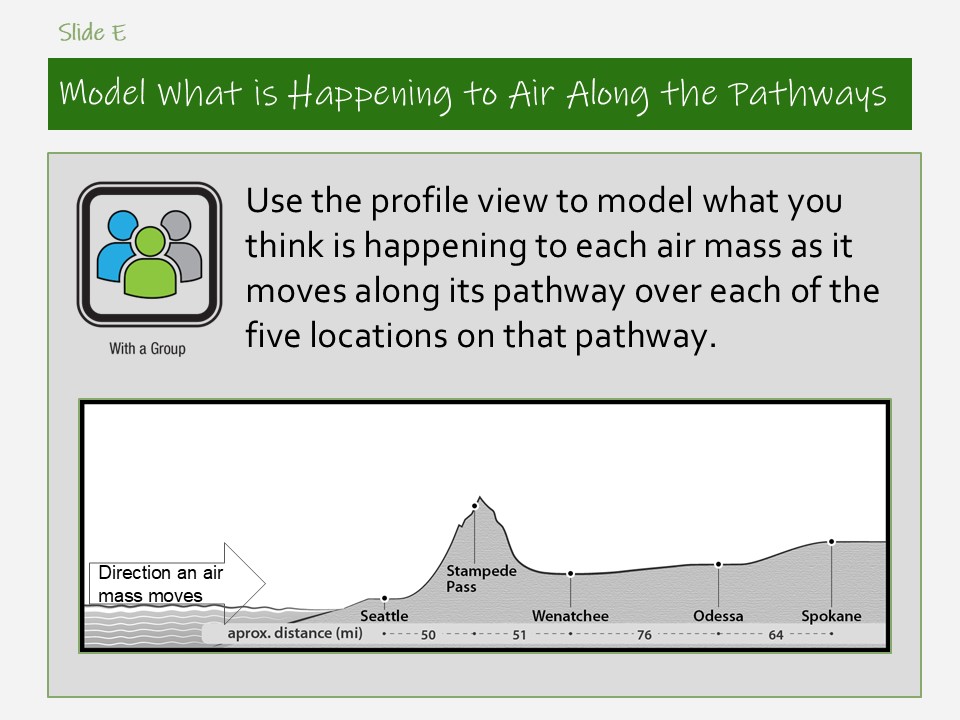 Slide E
Model What is Happening to Air Along the Pathways
Use the profile view to model what you
think is happening to each air mass as it
moves along its pathway over each of the
five locations on that pathway.
With a Group
Direction an air
mass moves
Stampede
Pass
Seattle
Wenatchee
Odessa
Spokane
aprox. distance (mi)
50
51
76
64